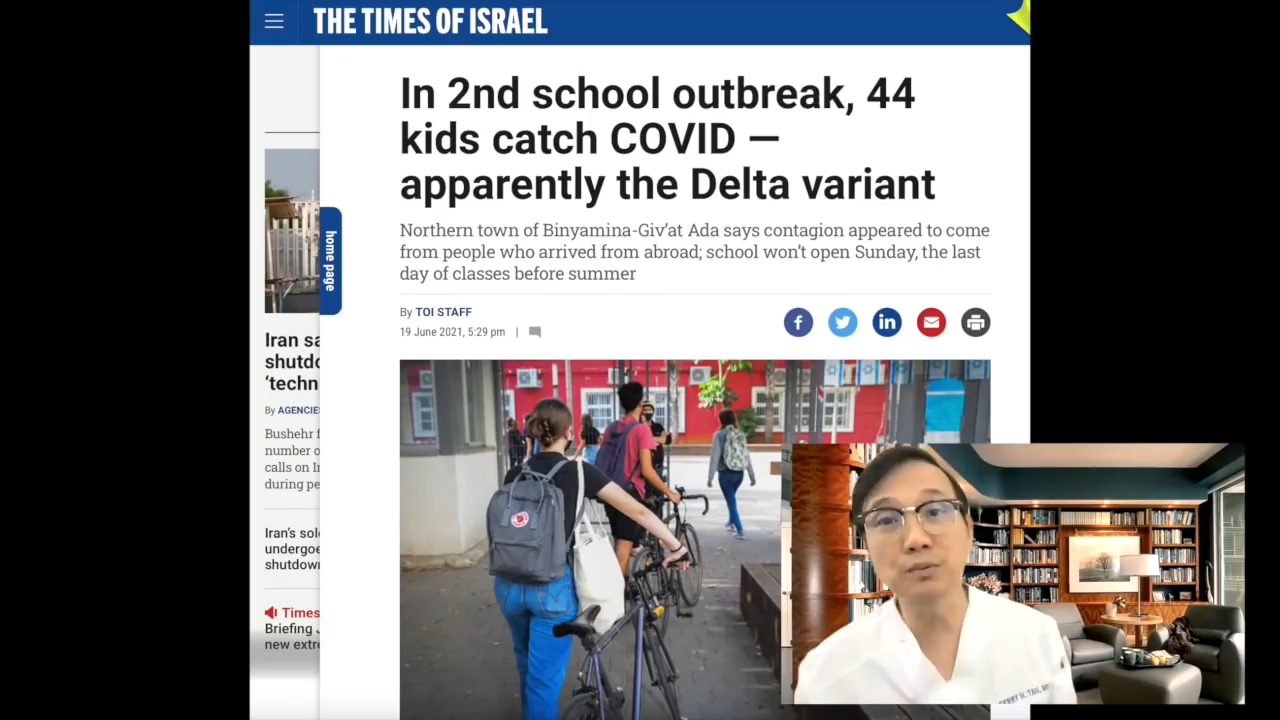 THE TIMES OF ISRAEL
In 2nd school outbreak, 44
kids catch COVID —
apparently the Delta variant
Northern town of Binyamina-Giv'at Ada says contagion appeared to come
from people who arrived from abroad; school won't open Sunday, the last
day of classes before summer
By TOI STAFF
19 June 2021, 5:29 pm |
home page
Iran sa
shutdo
'techn
By AGENCIE
Bushehr f
number o
calls on Ir
during pe
Iran's sol
undergoe
shutdow
Times
Briefing
new extre